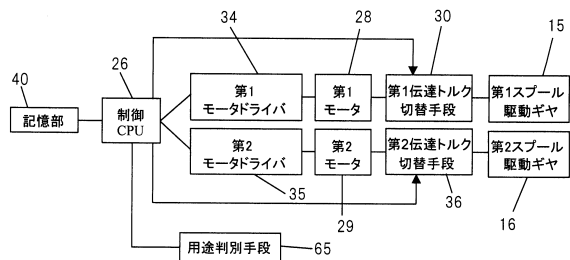 34
28
30
15
26
40
記憶部
制御
CPU
第1
モータドライバ
第1
モータ
第1伝達トルク
切替手段
第1スプール
駆動ギヤ
第2
モータドライバ
第2
モータ
第2伝達トルク
切替手段
第2スプール
駆動ギヤ
35
29
36
16
用途判別手段
65